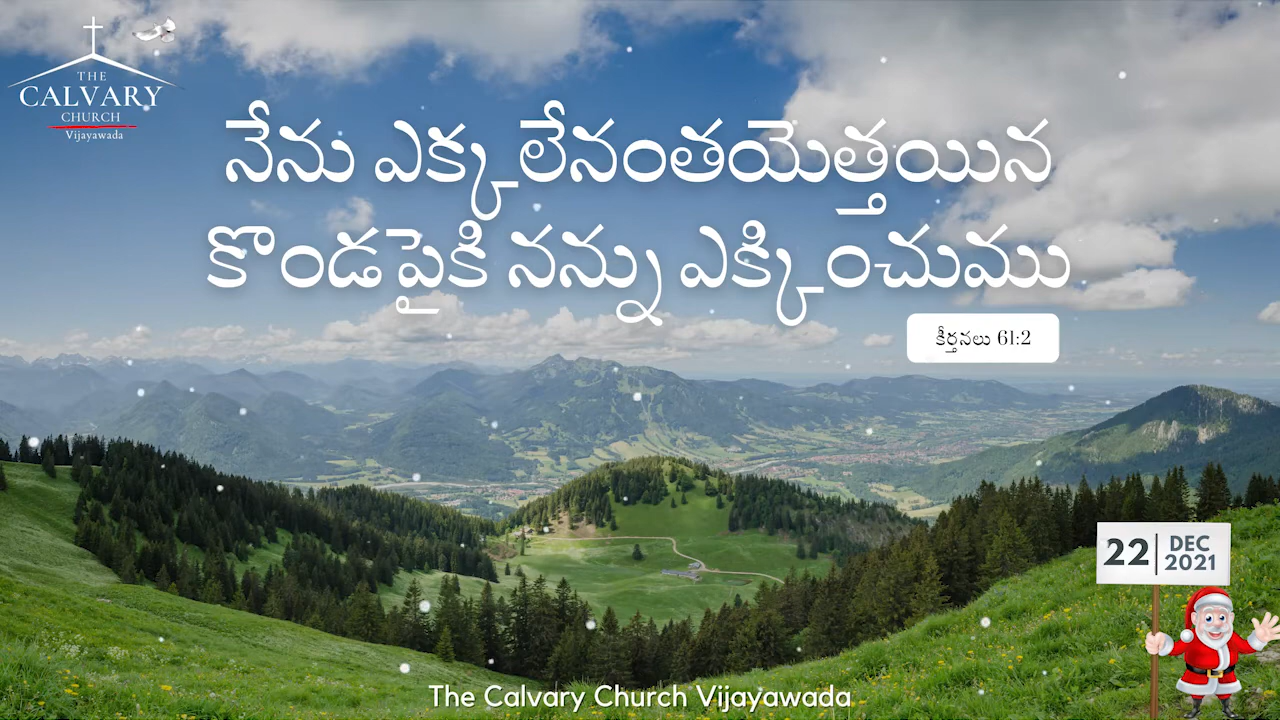 THE
CALVARY
CHURCH
Vijayawada
నేను ఎక్కలేనంతయెత్తయిన
కొండపైకి నన్ను ఎక్కించుము
కీర్తనలు 61:2
22 DEC
2021
The Calvary Church Vijayawada